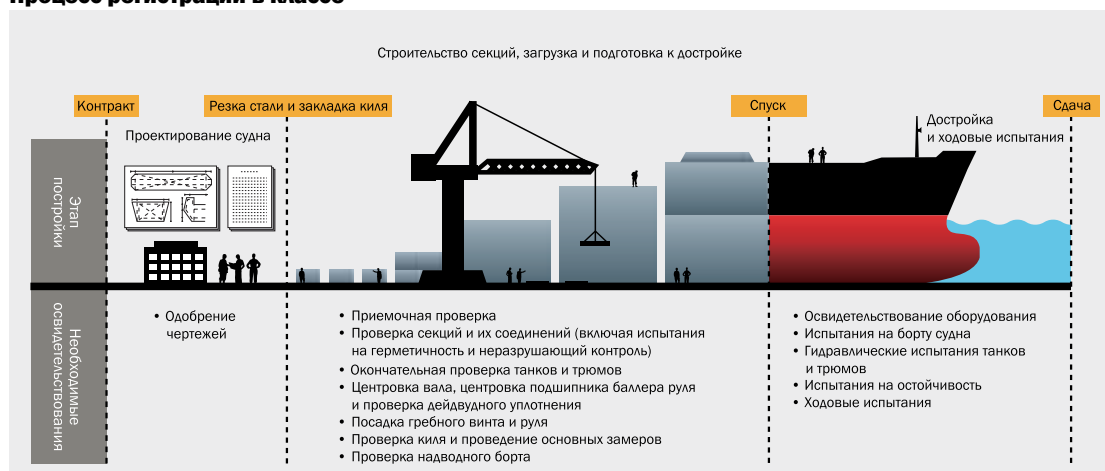 Процесс регистрации в классе
Строительство секций, загрузка и подготовка к достройке
Контракт
Резка стали и закладка киля
Спуск
Сдача
Проектирование судна
Достройка
и ходовые испытания
Этап
постройки
Необходимые
освидетельствования
• Одобрение
чертежей
• Приемочная проверка
• Проверка секций и их соединений (включая испытания
на герметичность и неразрушающий контроль)
• Окончательная проверка танков и трюмов
• Центровка вала, центровка подшипника баллера руля
и проверка дейдвудного уплотнения
• Посадка гребного винта и руля
• Проверка киля и проведение основных замеров
• Проверка надводного борта
• Освидетельствование оборудования
• Испытания на борту судна
• Гидравлические испытания танков
и трюмов
• Испытания на остойчивость
• Ходовые испытания